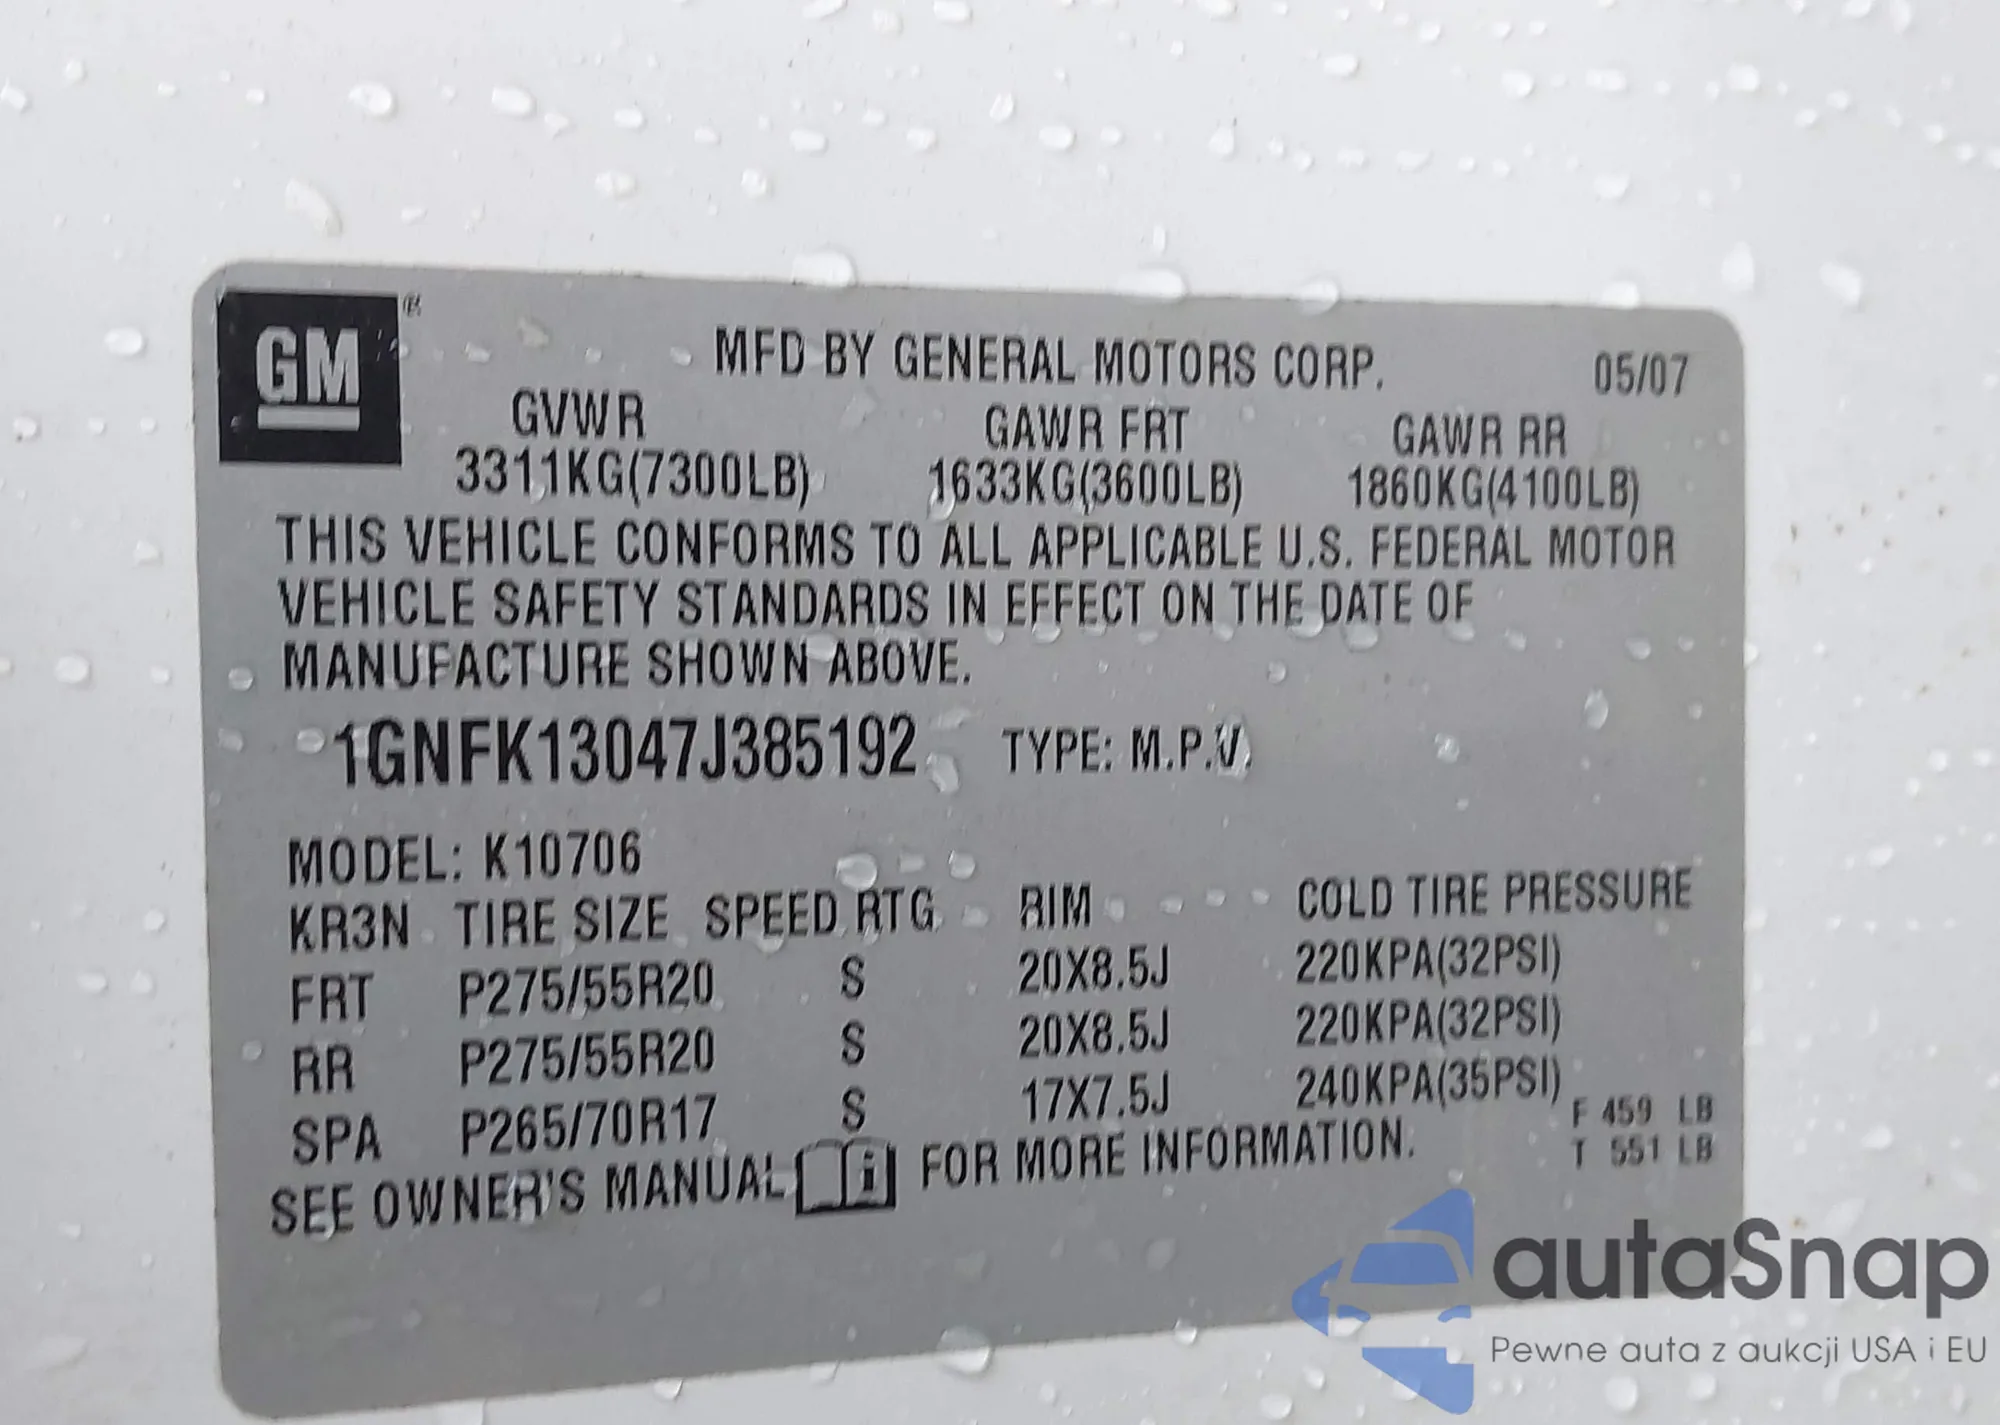 GM®
MFD BY GENERAL MOTORS CORP. 05/07
GVWR GAWR FRT GAWR RR
3311KG(7300LB) 1633KG(3600LB) 1860KG(4100LB)
THIS VEHICLE CONFORMS TO ALL APPLICABLE U.S. FEDERAL MOTOR
VEHICLE SAFETY STANDARDS IN EFFECT ON THE DATE OF
MANUFACTURE SHOWN ABOVE.
1GNFK13047J385192 TYPE: M.P.V.
MODEL: K10706
KR3N TIRE SIZE SPEED RTG RIM COLD TIRE PRESSURE
FRT P275/55R20 S 20X8.5J 220KPA(32PSI)
RR P275/55R20 S 20X8.5J 220KPA(32PSI)
SPA P265/70R17 S 17X7.5J 240KPA(35PSI)
F 459 LB
T 551 LB
SEE OWNER'S MANUAL i FOR MORE INFORMATION.
autaSnap
Pewne auta z aukcji USA i EU